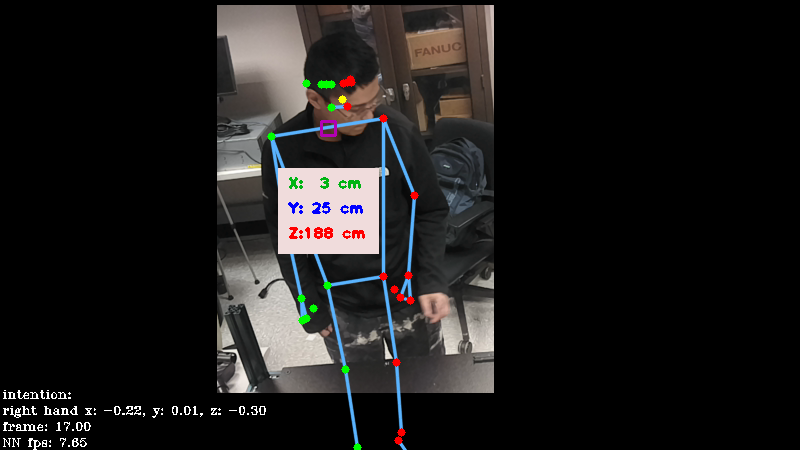 FANUC
X: 3 cm
Y: 25 cm
Z:188 cm
intention:
right hand x: -0.22, y: 0.01, z: -0.30
frame: 17.00
NN fps: 7.65